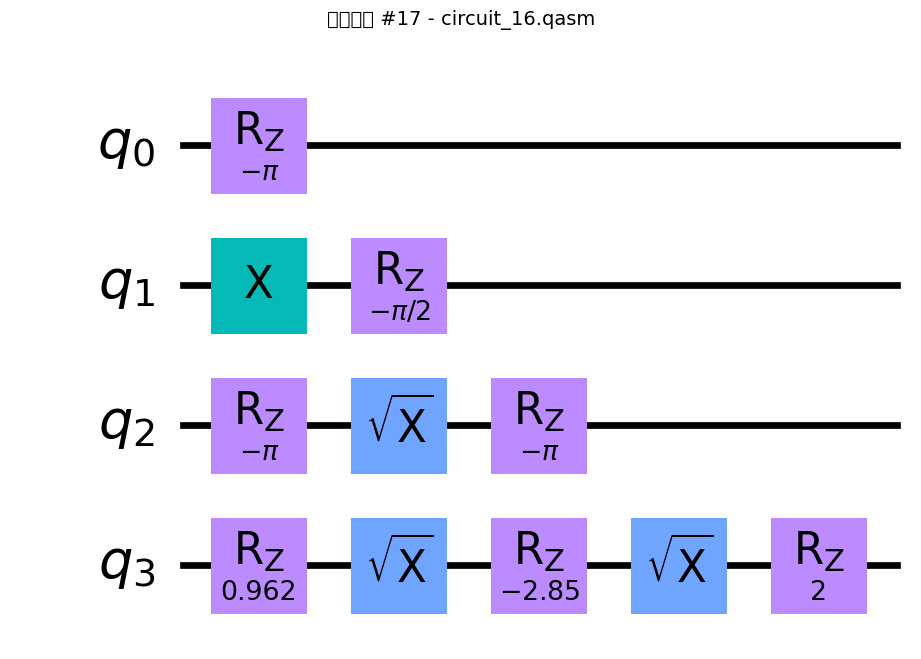 #17 - circuit_16.qasm
q0 RZ −π
q1 X RZ −π/2
q2 RZ −π √X RZ −π
q3 RZ 0.962 √X RZ −2.85 √X RZ 2